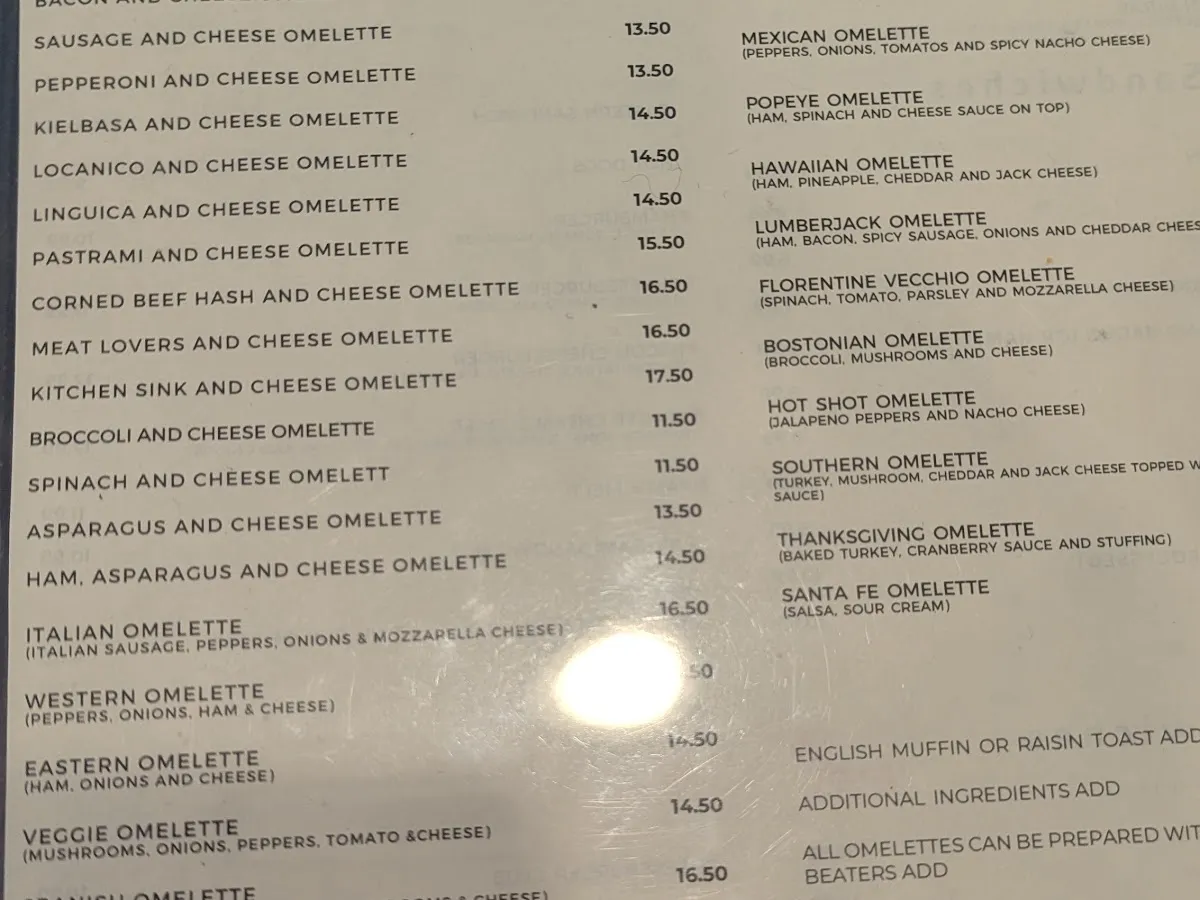 BACON AND CHEESE
SAUSAGE AND CHEESE OMELETTE 13.50
PEPPERONI AND CHEESE OMELETTE 13.50
KIELBASA AND CHEESE OMELETTE 14.50
LOCANICO AND CHEESE OMELETTE 14.50
LINGUICA AND CHEESE OMELETTE 14.50
PASTRAMI AND CHEESE OMELETTE 15.50
CORNED BEEF HASH AND CHEESE OMELETTE 16.50
MEAT LOVERS AND CHEESE OMELETTE 16.50
KITCHEN SINK AND CHEESE OMELETTE 17.50
BROCCOLI AND CHEESE OMELETTE 11.50
SPINACH AND CHEESE OMELETT 11.50
ASPARAGUS AND CHEESE OMELETTE 13.50
HAM, ASPARAGUS AND CHEESE OMELETTE 14.50
ITALIAN OMELETTE 16.50
(ITALIAN SAUSAGE, PEPPERS, ONIONS & MOZZARELLA CHEESE)
WESTERN OMELETTE .50
(PEPPERS, ONIONS, HAM & CHEESE)
EASTERN OMELETTE 14.50
(HAM, ONIONS AND CHEESE)
VEGGIE OMELETTE 14.50
(MUSHROOMS, ONIONS, PEPPERS, TOMATO &CHEESE)
OMELETTE 16.50
& CHEESE)
MEXICAN OMELETTE
(PEPPERS, ONIONS, TOMATOS AND SPICY NACHO CHEESE)
POPEYE OMELETTE
(HAM, SPINACH AND CHEESE SAUCE ON TOP)
HAWAIIAN OMELETTE
(HAM, PINEAPPLE, CHEDDAR AND JACK CHEESE)
LUMBERJACK OMELETTE
(HAM, BACON, SPICY SAUSAGE, ONIONS AND CHEDDAR CHEES
FLORENTINE VECCHIO OMELETTE
(SPINACH, TOMATO, PARSLEY AND MOZZARELLA CHEESE)
BOSTONIAN OMELETTE
(BROCCOLI, MUSHROOMS AND CHEESE)
HOT SHOT OMELETTE
(JALAPENO PEPPERS AND NACHO CHEESE)
SOUTHERN OMELETTE
(TURKEY, MUSHROOM, CHEDDAR AND JACK CHEESE TOPPED W
SAUCE)
THANKSGIVING OMELETTE
(BAKED TURKEY, CRANBERRY SAUCE AND STUFFING)
SANTA FE OMELETTE
(SALSA, SOUR CREAM)
ENGLISH MUFFIN OR RAISIN TOAST ADD
ADDITIONAL INGREDIENTS ADD
ALL OMELETTES CAN BE PREPARED WIT
BEATERS ADD